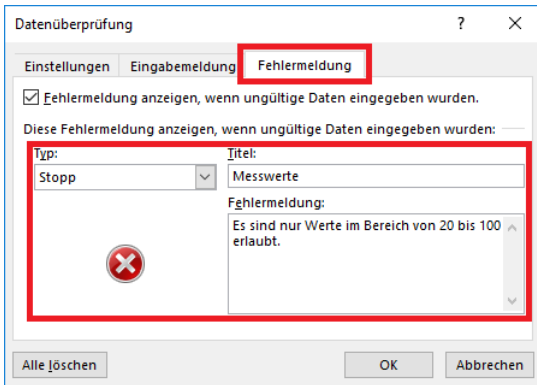 Datenüberprüfung ? ×
Einstellungen Eingabemeldung Fehlermeldung
Fehlermeldung anzeigen, wenn ungültige Daten eingegeben wurden.
Diese Fehlermeldung anzeigen, wenn ungültige Daten eingegeben wurden:
Typ: Titel:
Stopp Messwerte
Fehlermeldung:
Es sind nur Werte im Bereich von 20 bis 100
erlaubt.
Alle löschen OK Abbrechen